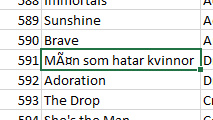 588 Immortals
589 Sunshine
590 Brave
591 MÃ¤n som hatar kvinnor
592 Adoration
593 The Drop
594 She's the Man